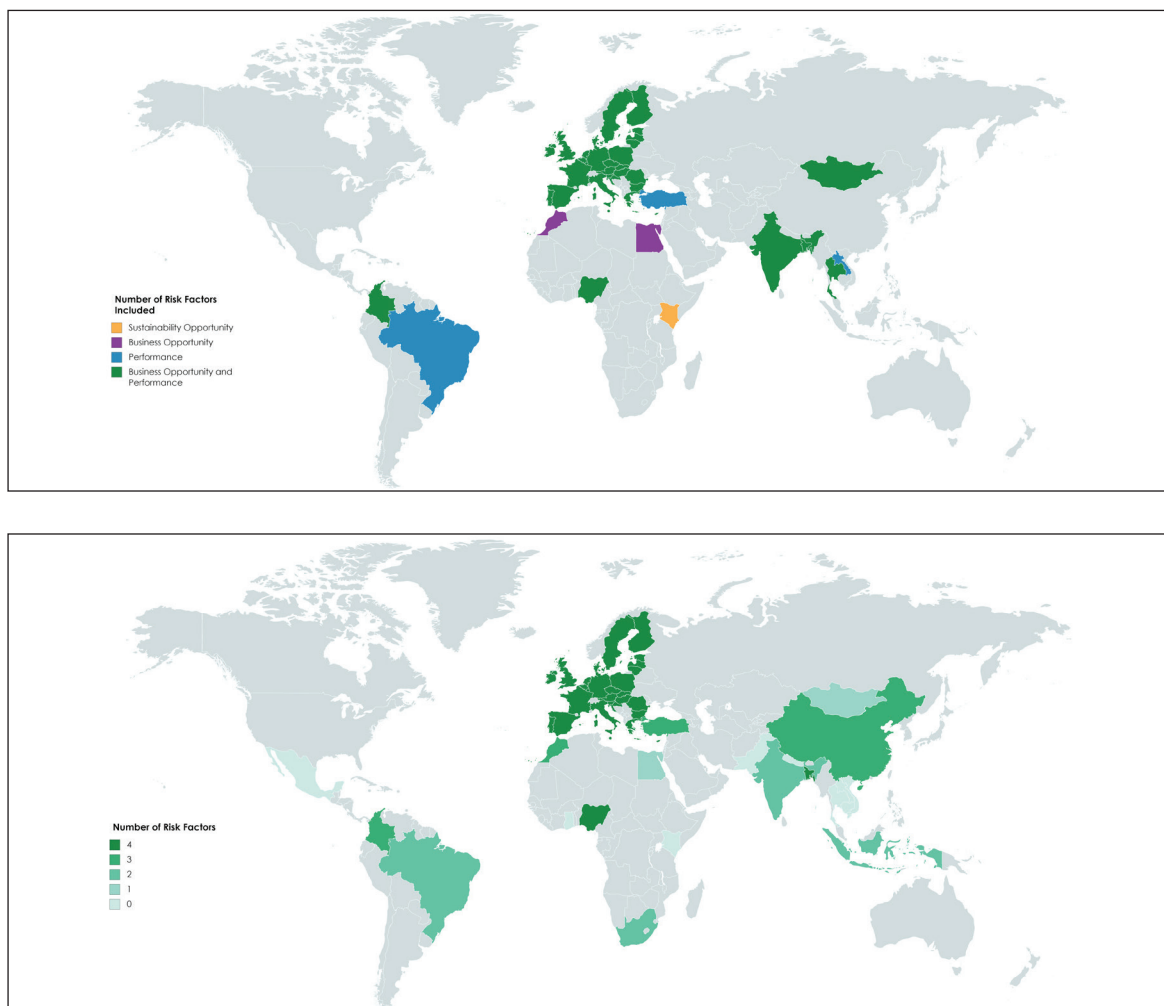 Number of Risk Factors
Included
Sustainability Opportunity
Business Opportunity
Performance
Business Opportunity and
Performance
Number of Risk Factors
4
3
2
1
0